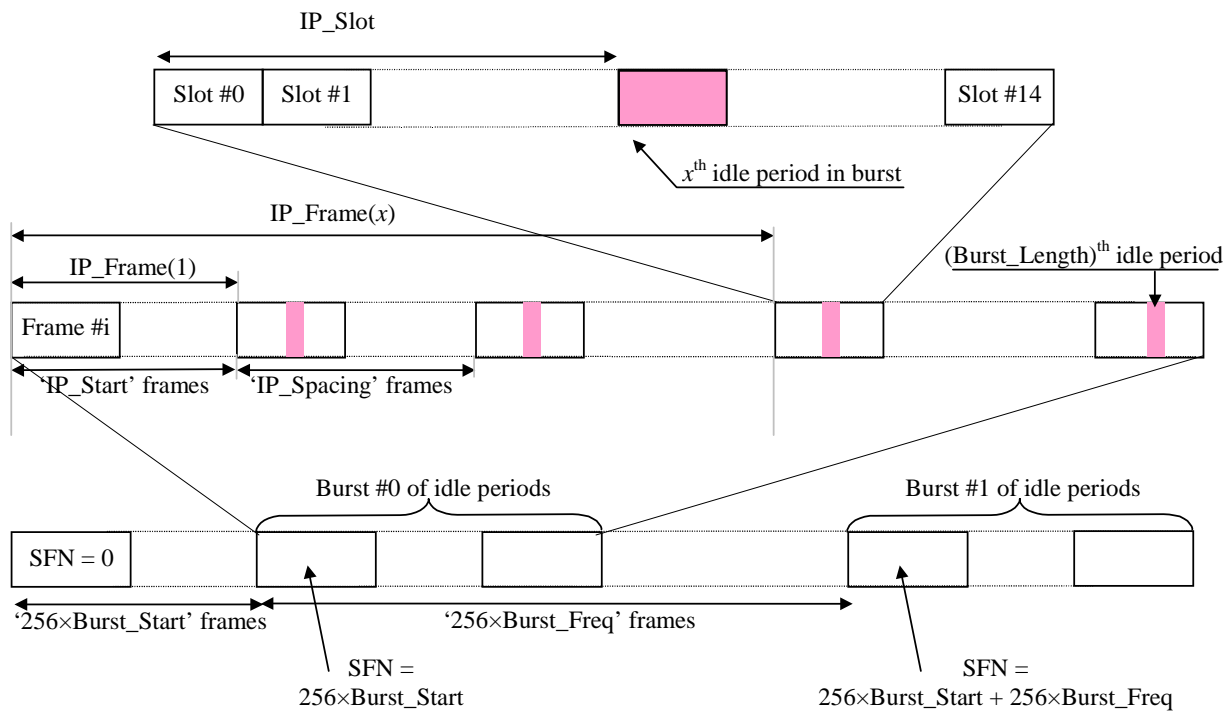 IP_Slot
Slot #0
Slot #1
Slot #14
xth idle period in burst
IP_Frame(x)
IP_Frame(1)
(Burst_Length)th idle period
Frame #i
‘IP_Start’ frames
‘IP_Spacing’ frames
Burst #0 of idle periods
Burst #1 of idle periods
SFN = 0
‘256×Burst_Start’ frames
‘256×Burst_Freq’ frames
SFN =
256×Burst_Start
SFN =
256×Burst_Start + 256×Burst_Freq